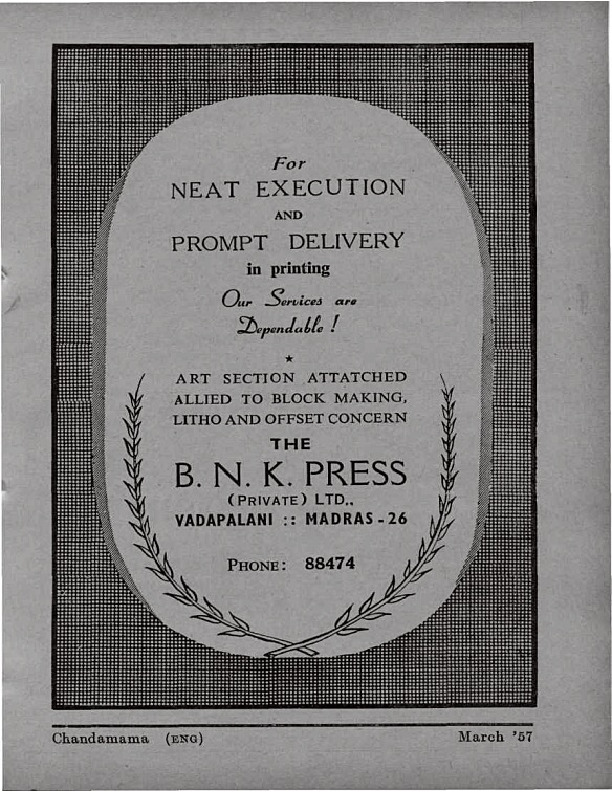 For
NEAT EXECUTION
AND
PROMPT DELIVERY
in printing
Our Services are
Dependable !
★
ART SECTION ATTATCHED
ALLIED TO BLOCK MAKING,
LITHO AND OFFSET CONCERN
THE
B. N. K. PRESS
(PRIVATE) LTD.,
VADAPALANI :: MADRAS-26
PHONE: 88474
Chandamama (ENG) March '57